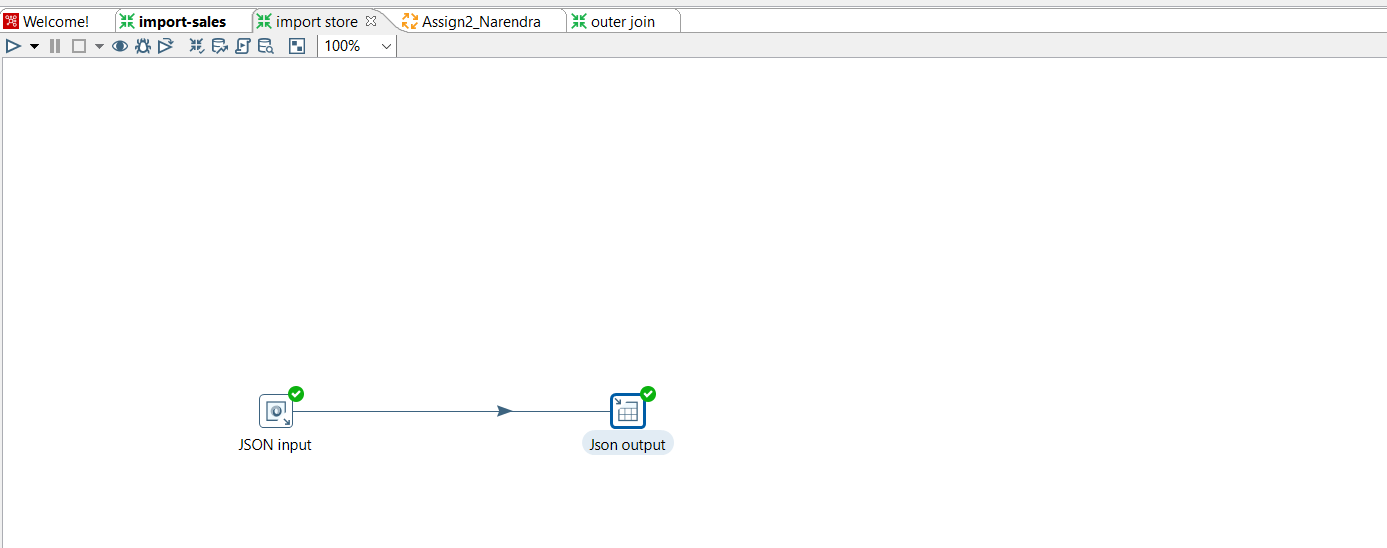 Welcome! import-sales import store Assign2_Narendra outer join
100%
JSON input Json output